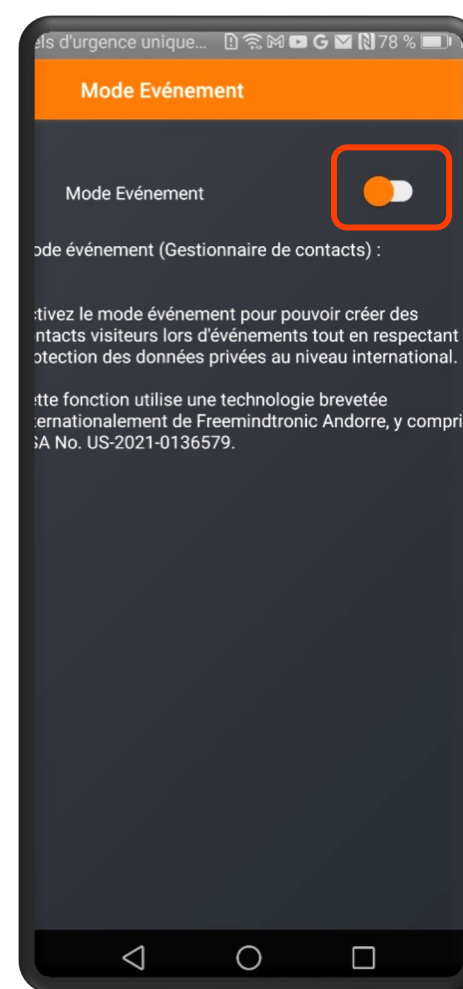 els d'urgence unique... 78 %
Mode Evénement
Mode Evénement
ode événement (Gestionnaire de contacts) :
ctivez le mode événement pour pouvoir créer des
ntacts visiteurs lors d'événements tout en respectant
otection des données privées au niveau international.
ette fonction utilise une technologie brevetée
ternationalement de Freemindtronic Andorre, y compri
SA No. US-2021-0136579.